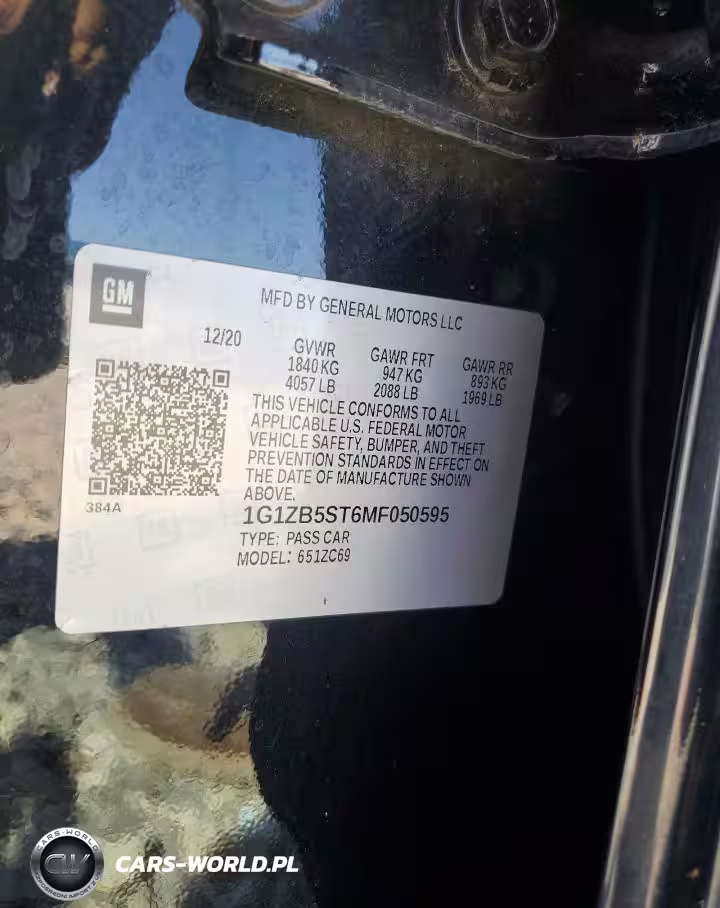 GM
MFD BY GENERAL MOTORS LLC
12/20
GVWR GAWR FRT GAWR RR
1840 KG 947 KG 893 KG
4057 LB 2088 LB 1969 LB
THIS VEHICLE CONFORMS TO ALL
APPLICABLE U.S. FEDERAL MOTOR
VEHICLE SAFETY, BUMPER, AND THEFT
PREVENTION STANDARDS IN EFFECT ON
THE DATE OF MANUFACTURE SHOWN
ABOVE.
384A
1G1ZB5ST6MF050595
TYPE: PASS CAR
MODEL: 651ZC69
CARS-WORLD
CW
CARS-WORLD.PL